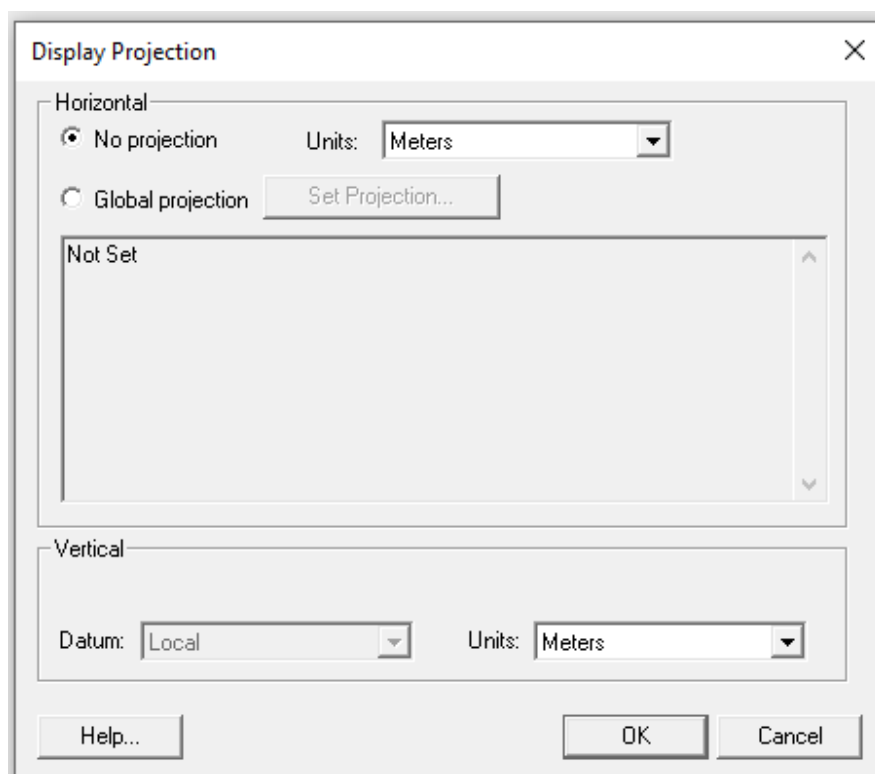 Display Projection
Horizontal
No projection Units: Meters
Global projection Set Projection...
Not Set
Vertical
Datum: Local Units: Meters
Help... OK Cancel